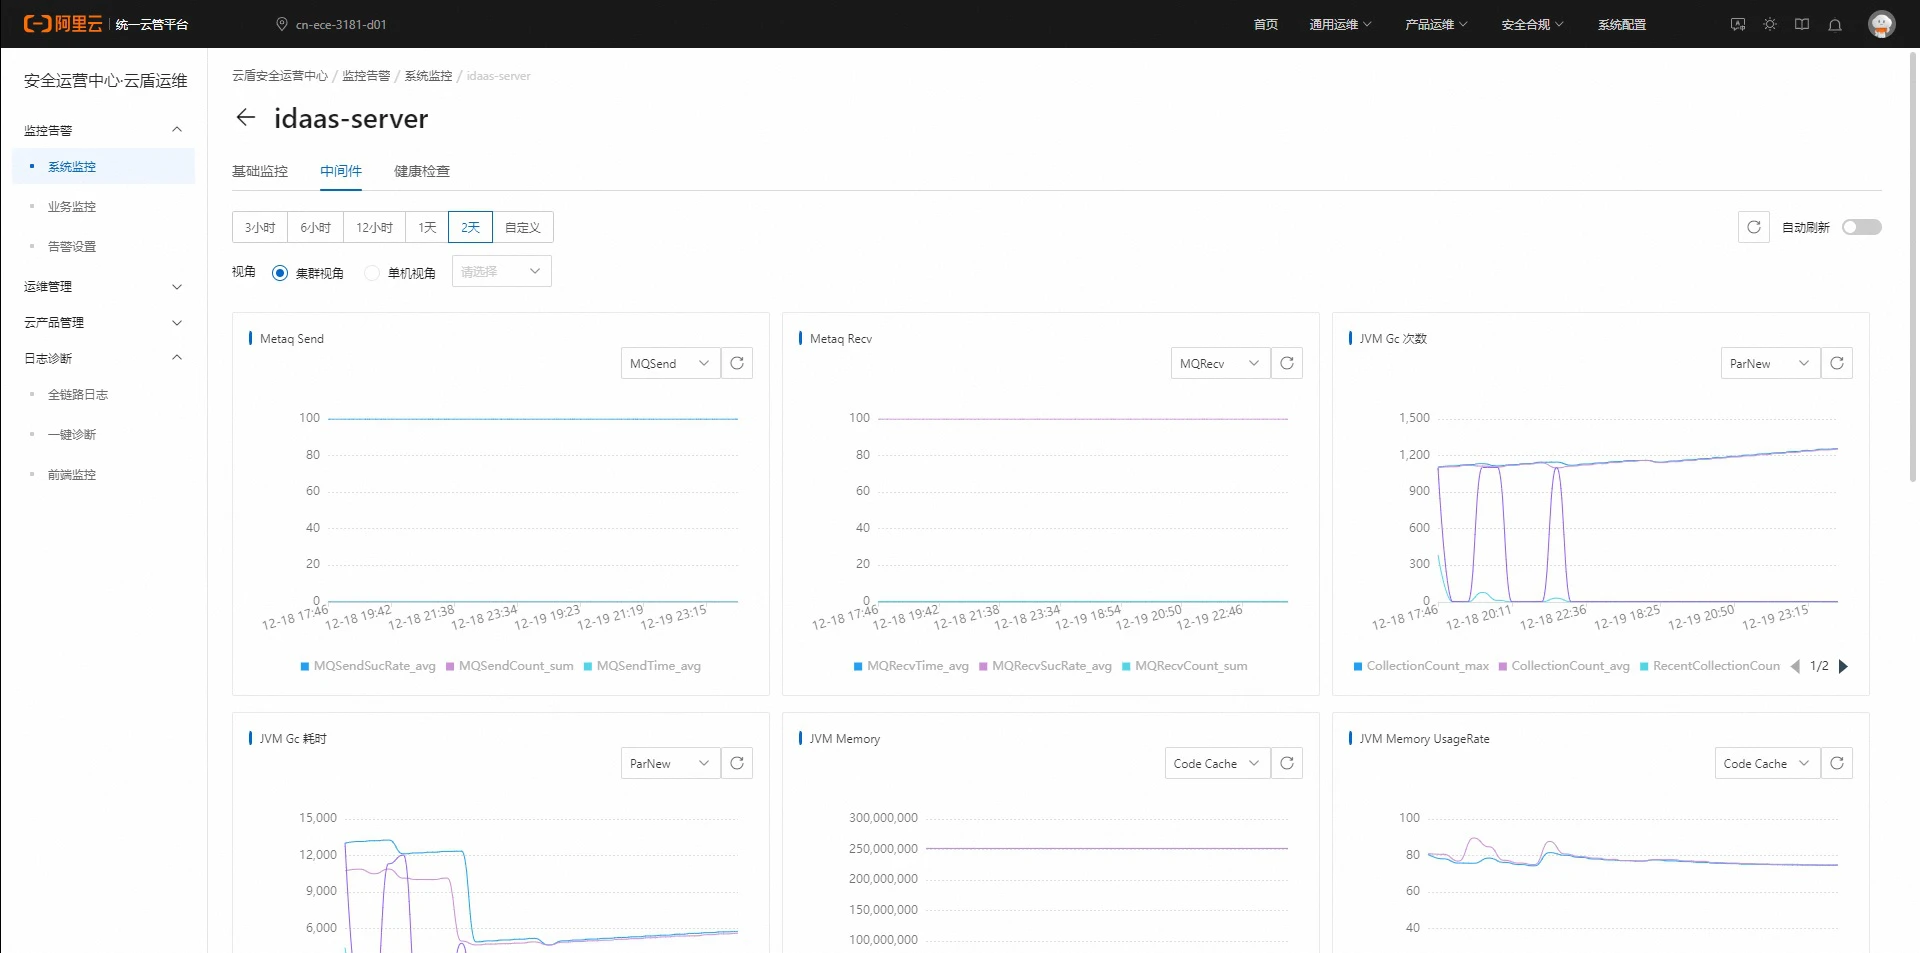 阿里云 统一云管平台 cn-ece-3181-d01 首页 通用运维 产品运维 安全合规 系统配置
安全运营中心·云盾运维
监控告警
系统监控
业务监控
告警设置
运维管理
云产品管理
日志诊断
全链路日志
一键诊断
前端监控
云盾安全运营中心 / 监控告警 / 系统监控 / idaas-server
idaas-server
基础监控 中间件 健康检查
3小时 6小时 12小时 1天 2天 自定义 自动刷新
视角 集群视角 单机视角 请选择
Metaq Send
MQSend
100
80
60
40
20
0
12-18 17:46 12-18 19:42 12-18 21:38 12-18 23:34 12-19 19:23 12-19 21:19 12-19 23:15
MQSendSucRate_avg MQSendCount_sum MQSendTime_avg
Metaq Recv
MQRecv
100
80
60
40
20
0
12-18 17:46 12-18 19:42 12-18 21:38 12-18 23:34 12-19 18:54 12-19 20:50 12-19 22:46
MQRecvTime_avg MQRecvSucRate_avg MQRecvCount_sum
JVM Gc 次数
ParNew
1,500
1,200
900
600
300
0
12-18 17:46 12-18 20:11 12-18 22:36 12-19 18:25 12-19 20:50 12-19 23:15
CollectionCount_max CollectionCount_avg RecentCollectionCoun 1/2
JVM Gc 耗时
ParNew
15,000
12,000
9,000
6,000
JVM Memory
Code Cache
300,000,000
250,000,000
200,000,000
150,000,000
100,000,000
JVM Memory UsageRate
Code Cache
100
80
60
40